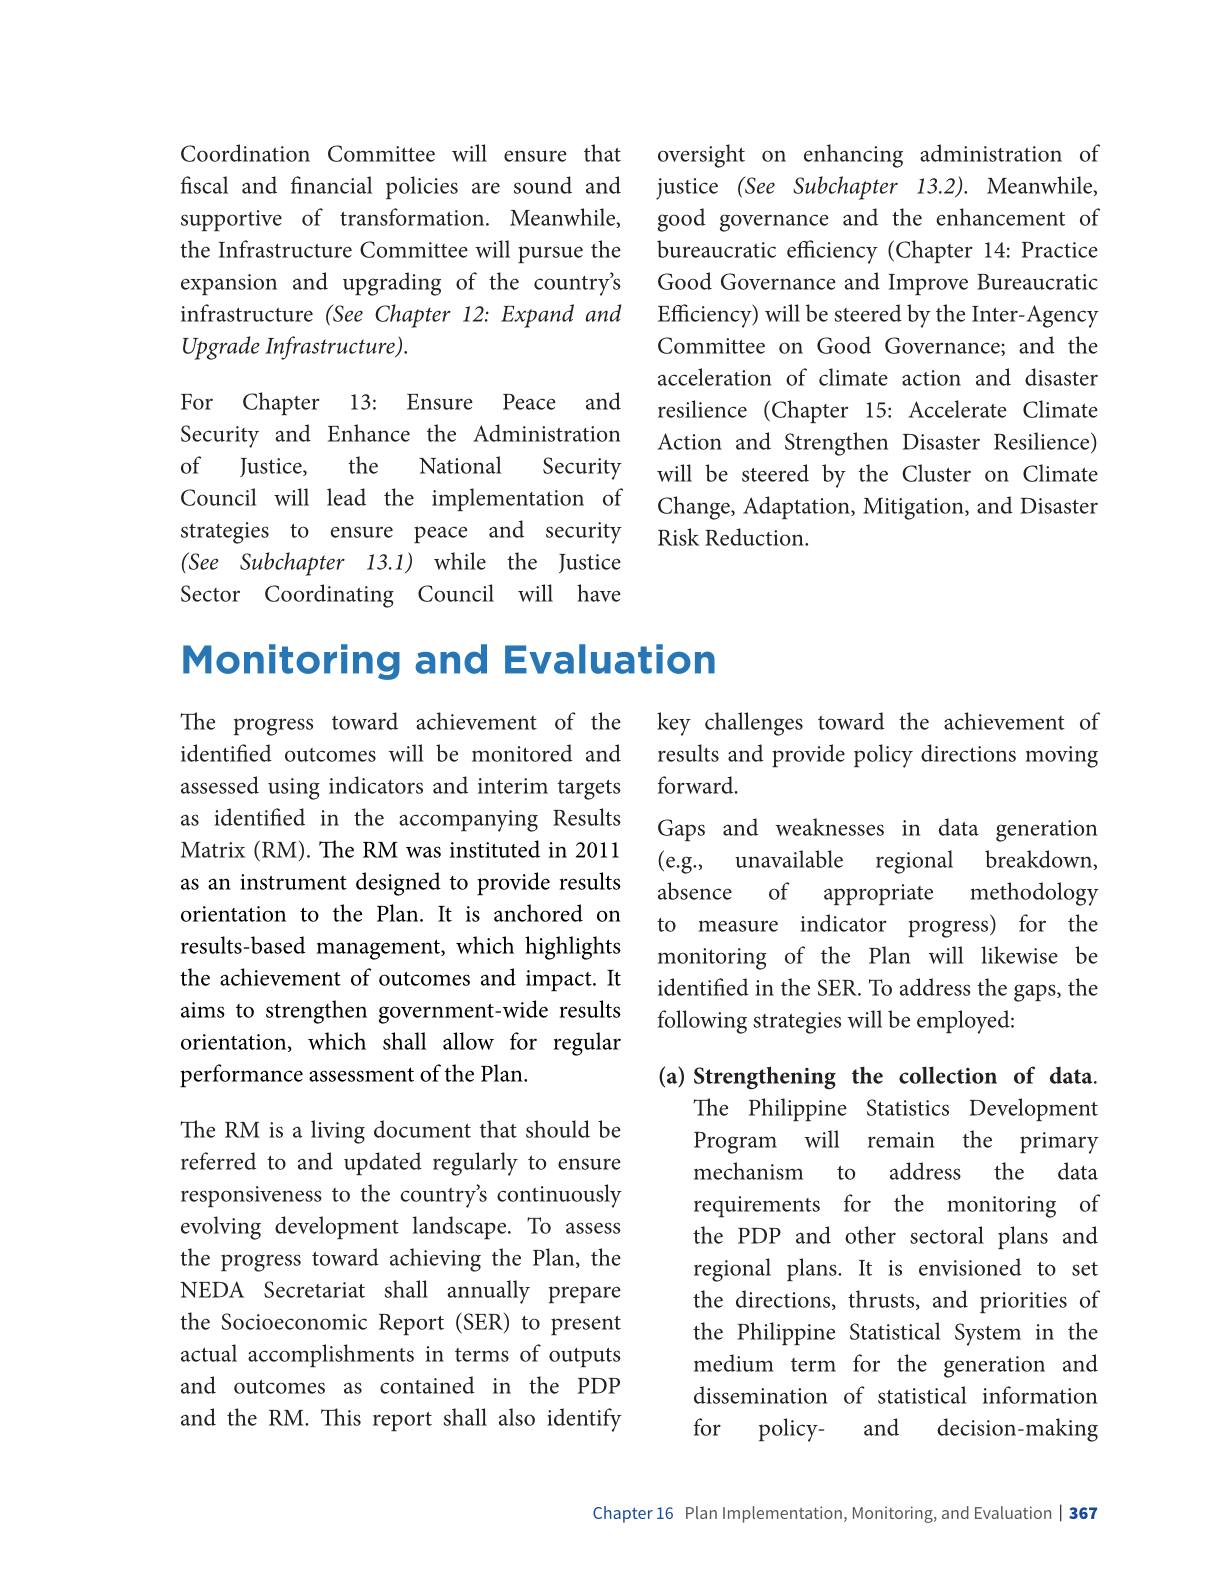 Coordination Committee will ensure that
fiscal and financial policies are sound and
supportive of transformation. Meanwhile,
the Infrastructure Committee will pursue the
expansion and upgrading of the country’s
infrastructure (See Chapter 12: Expand and
Upgrade Infrastructure).
For Chapter 13: Ensure Peace and
Security and Enhance the Administration
of Justice, the National Security
Council will lead the implementation of
strategies to ensure peace and security
(See Subchapter 13.1) while the Justice
Sector Coordinating Council will have
oversight on enhancing administration of
justice (See Subchapter 13.2). Meanwhile,
good governance and the enhancement of
bureaucratic efficiency (Chapter 14: Practice
Good Governance and Improve Bureaucratic
Efficiency) will be steered by the Inter-Agency
Committee on Good Governance; and the
acceleration of climate action and disaster
resilience (Chapter 15: Accelerate Climate
Action and Strengthen Disaster Resilience)
will be steered by the Cluster on Climate
Change, Adaptation, Mitigation, and Disaster
Risk Reduction.
Monitoring and Evaluation
The progress toward achievement of the
identified outcomes will be monitored and
assessed using indicators and interim targets
as identified in the accompanying Results
Matrix (RM). The RM was instituted in 2011
as an instrument designed to provide results
orientation to the Plan. It is anchored on
results-based management, which highlights
the achievement of outcomes and impact. It
aims to strengthen government-wide results
orientation, which shall allow for regular
performance assessment of the Plan.
The RM is a living document that should be
referred to and updated regularly to ensure
responsiveness to the country’s continuously
evolving development landscape. To assess
the progress toward achieving the Plan, the
NEDA Secretariat shall annually prepare
the Socioeconomic Report (SER) to present
actual accomplishments in terms of outputs
and outcomes as contained in the PDP
and the RM. This report shall also identify
key challenges toward the achievement of
results and provide policy directions moving
forward.
Gaps and weaknesses in data generation
(e.g., unavailable regional breakdown,
absence of appropriate methodology
to measure indicator progress) for the
monitoring of the Plan will likewise be
identified in the SER. To address the gaps, the
following strategies will be employed:
(a) Strengthening the collection of data.
The Philippine Statistics Development
Program will remain the primary
mechanism to address the data
requirements for the monitoring of
the PDP and other sectoral plans and
regional plans. It is envisioned to set
the directions, thrusts, and priorities of
the Philippine Statistical System in the
medium term for the generation and
dissemination of statistical information
for policy- and decision-making
Chapter 16 Plan Implementation, Monitoring, and Evaluation | 367